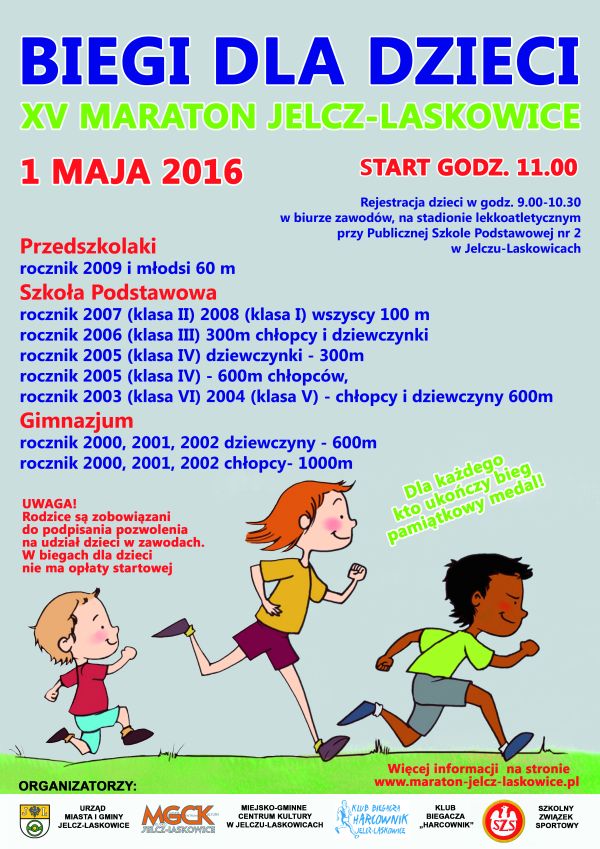 BIEGI DLA DZIECI
XV MARATON JELCZ-LASKOWICE
1 MAJA 2016
START GODZ. 11.00
Rejestracja dzieci w godz. 9.00-10.30
w biurze zawodów, na stadionie lekkoatletycznym
przy Publicznej Szkole Podstawowej nr 2
w Jelczu-Laskowicach
Przedszkolaki
rocznik 2009 i młodsi 60 m
Szkoła Podstawowa
rocznik 2007 (klasa II) 2008 (klasa I) wszyscy 100 m
rocznik 2006 (klasa III) 300m chłopcy i dziewczynki
rocznik 2005 (klasa IV) dziewczynki - 300m
rocznik 2005 (klasa IV) - 600m chłopców,
rocznik 2003 (klasa VI) 2004 (klasa V) - chłopcy i dziewczyny 600m
Gimnazjum
rocznik 2000, 2001, 2002 dziewczyny - 600m
rocznik 2000, 2001, 2002 chłopcy- 1000m
Dla każdego
kto ukończy bieg
pamiątkowy medal!
UWAGA!
Rodzice są zobowiązani
do podpisania pozwolenia
na udział dzieci w zawodach.
W biegach dla dzieci
nie ma opłaty startowej
Więcej informacji na stronie
www.maraton-jelcz-laskowice.pl
ORGANIZATORZY:
URZĄD
MIASTA I GMINY
JELCZ-LASKOWICE
MGCK
JELCZ-LASKOWICE
MIEJSKO-GMINNE
CENTRUM KULTURY
W JELCZU-LASKOWICACH
KLUB BIEGACZA
HARCOWNIK
JELCZ-LASKOWICE
KLUB
BIEGACZA
„HARCOWNIK"
SZS
SZKOLNY
ZWIĄZEK
SPORTOWY